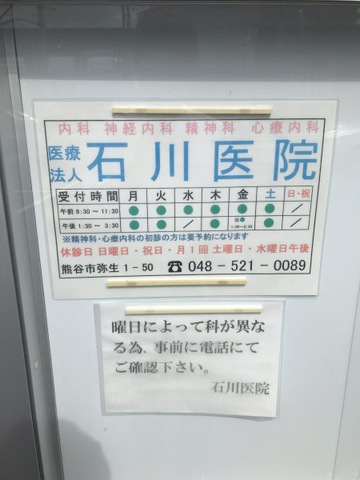 内科 神経内科 精神科 心療内科
医療法人 石川医院
受付時間 月 火 水 木 金 土 日・祝
午前 8:30～11:30 ● ● ● ● ● ● ／
午後 1:30～3:30 ● ● ／ ● ※● ● ／
※精神科・心療内科の初診の方は要予約になります
休診日 日曜日・祝日・月1回 土曜日・水曜日午後
熊谷市弥生1-50 ☎048-521-0089
曜日によって科が異な
る為、事前に電話にて
ご確認下さい。
石川医院